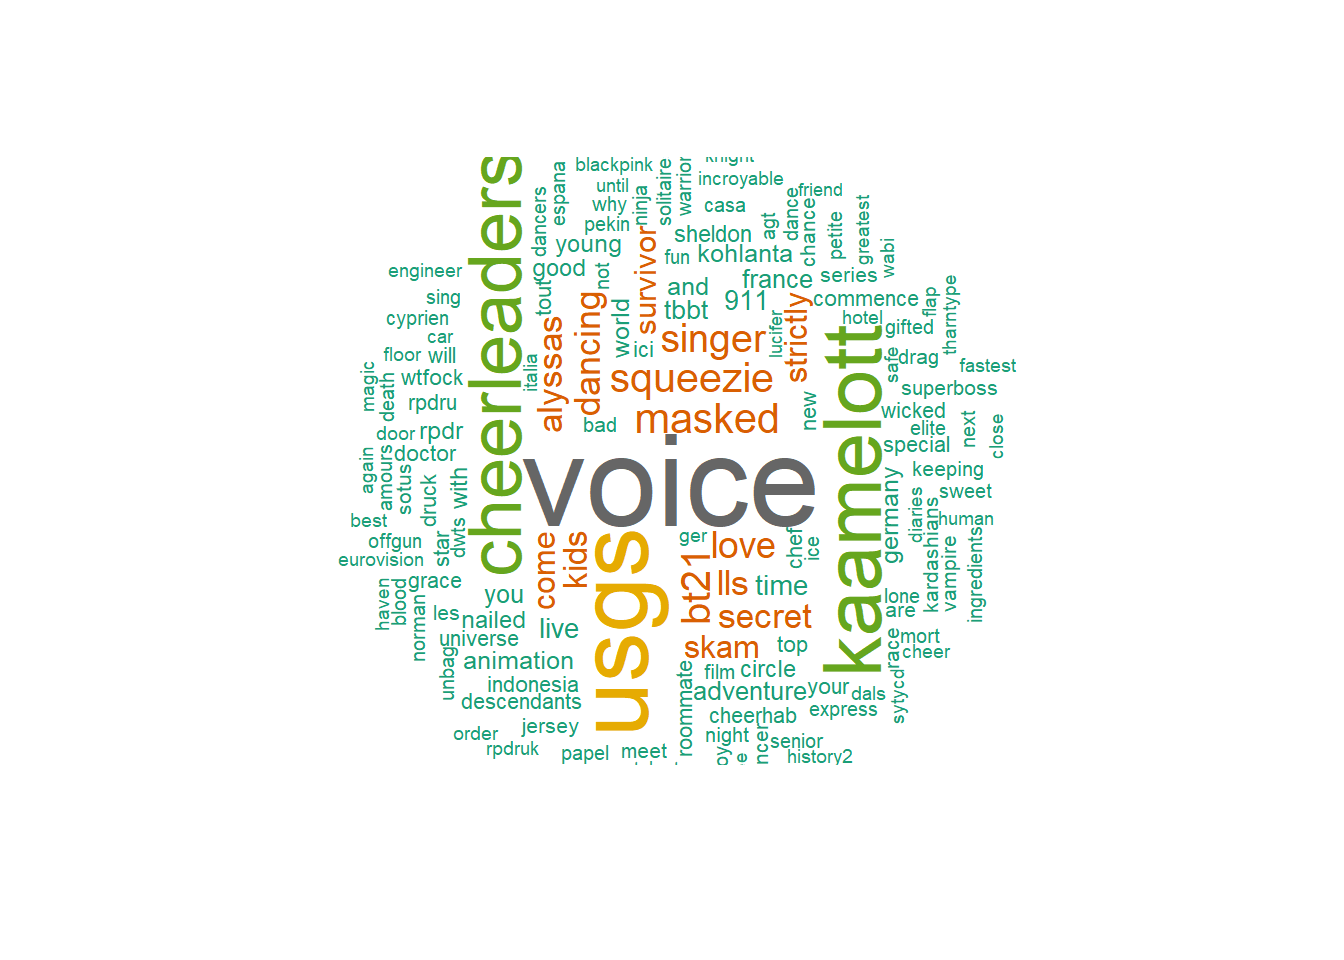 blackpink
knight
incroyable
friend
until
why
pekin
casa
sheldon
young
good
fun
kohlanta
france
series
and
911
commence
tbbt
hotel
gifted
engineer
sing
cyprien
car
floor
will
wtfock
rpdru
door
rpdr
doctor
cheerleaders
dancers
espana
ninja
solitaire
warrior
agt
dance
chance
petite
greatest
wabi
not
tout
survivor
world
ici
singer
lucifer
strictly
flap
tharntype
safe
drag
fastest
superboss
wicked
elite
next
close
special
keeping
sweet
human
magic
death
italia
alyssas
dancing
squeezie
masked
bad
new
voice
kaamelott
again
amours
sotus
druck
with
best
offgun
star
dwts
eurovision
grace
haven
blood
norman
les
you
nailed
universe
come
kids
live
usgs
ger
love
bt21
lls
time
secret
skam
top
chef
ice
germany
diaries
kardashians
vampire
ingredients
lone
are
race
mort
cheer
animation
unbag
indonesia
descendants
jersey
order
rpdruk
papel
meet
film
circle
adventure
your
dals
sytycd
roommate
cheerhab
express
night
senior
history2